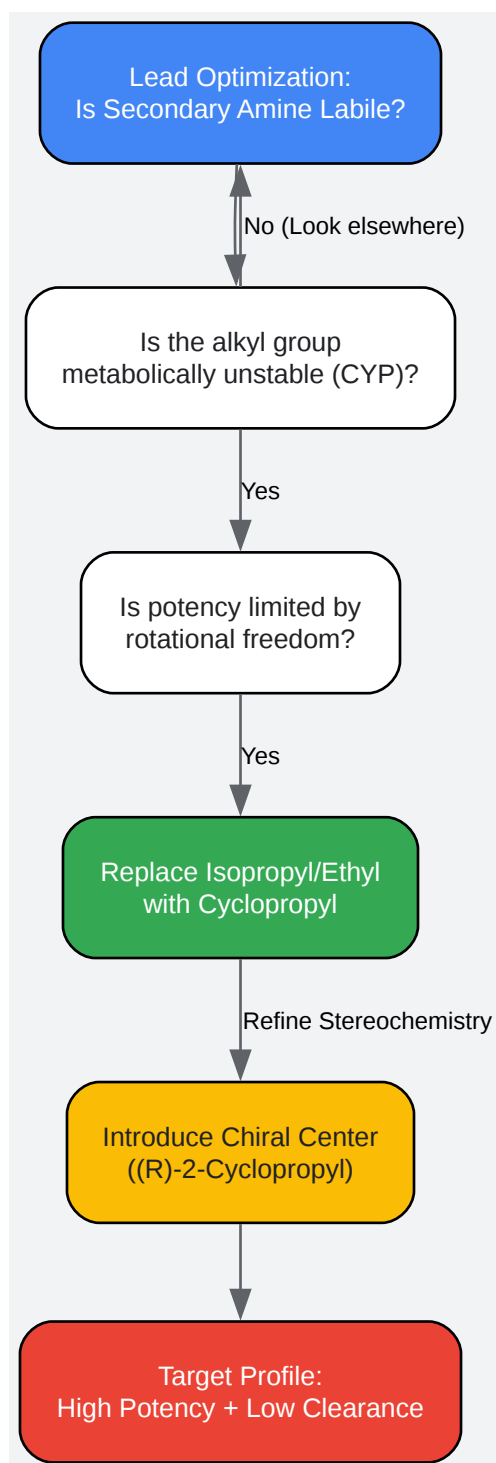 Lead Optimization:
Is Secondary Amine Labile?
No (Look elsewhere)
Is the alkyl group
metabolically unstable (CYP)?
Yes
Is potency limited by
rotational freedom?
Yes
Replace Isopropyl/Ethyl
with Cyclopropyl
Refine Stereochemistry
Introduce Chiral Center
((R)-2-Cyclopropyl)
Target Profile:
High Potency + Low Clearance